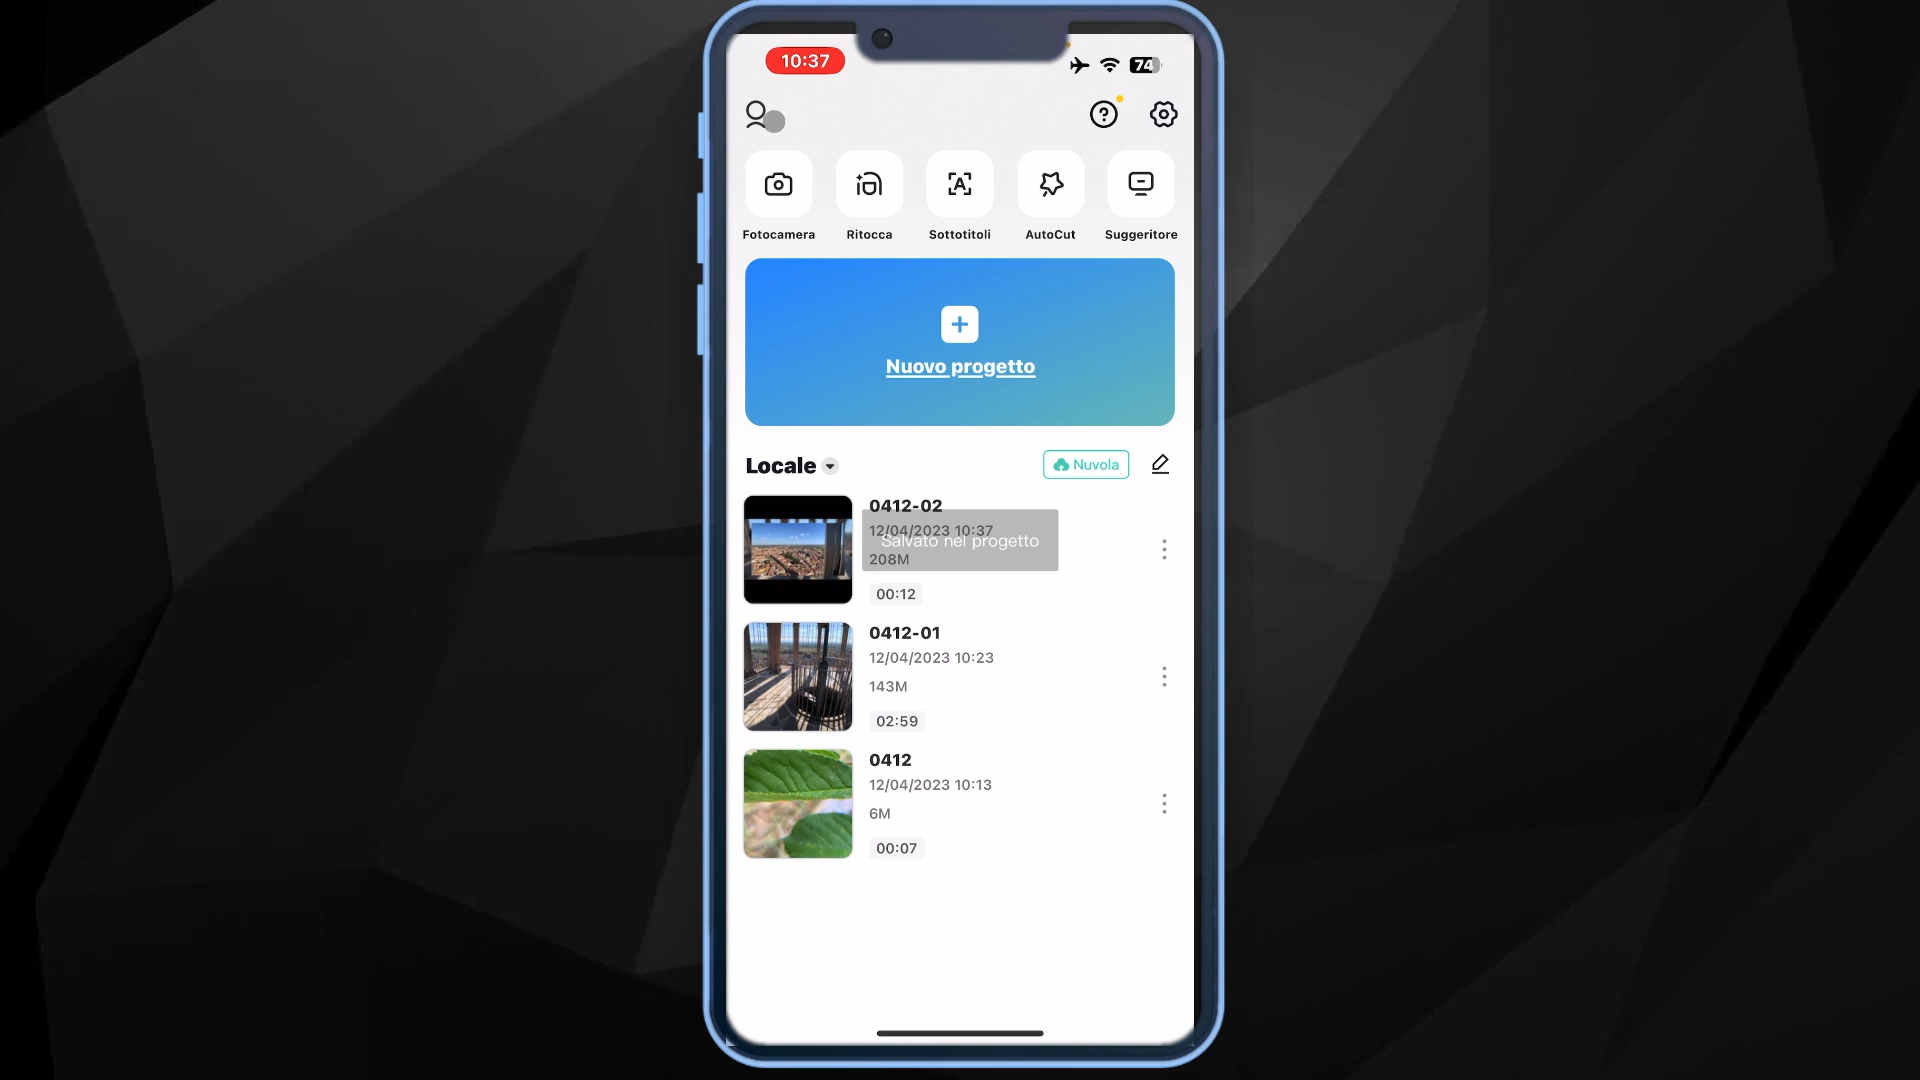 10:37
74
Fotocamera
Ritocca
Sottotitoli
AutoCut
Suggeritore
Nuovo progetto
Locale
Nuvola
0412-02
12/04/2023 10:37
Salvato nel progetto
208M
00:12
0412-01
12/04/2023 10:23
143M
02:59
0412
12/04/2023 10:13
6M
00:07